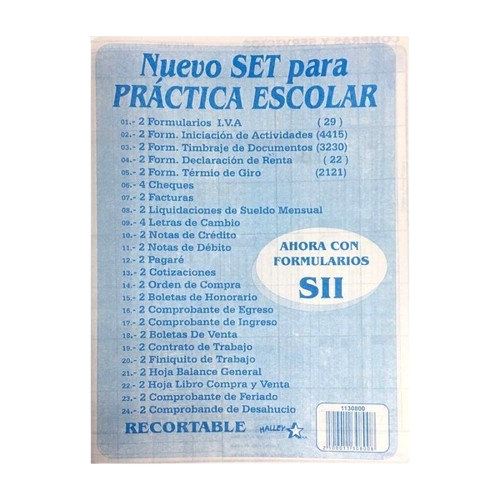 COMPRAS Y SERVICIOS
Nuevo SET para
PRÁCTICA ESCOLAR
01.- 2 Formularios I.V.A ( 29 )
02.- 2 Form. Iniciación de Actividades (4415)
03.- 2 Form. Timbraje de Documentos (3230)
04.- 2 Form. Declaración de Renta ( 22 )
05.- 2 Form. Térmio de Giro (2121)
06.- 4 Cheques
07.- 2 Facturas
08.- 2 Liquidaciones de Sueldo Mensual
09.- 4 Letras de Cambio
10.- 2 Notas de Crédito
11.- 2 Notas de Débito
12.- 2 Pagaré
13.- 2 Cotizaciones
14.- 2 Orden de Compra
15.- 2 Boletas de Honorario
16.- 2 Comprobante de Egreso
17.- 2 Comprobante de Ingreso
18.- 2 Boletas De Venta
19.- 2 Contrato de Trabajo
20.- 2 Finiquito de Trabajo
21.- 2 Hoja Balance General
22.- 2 Hoja Libro Compra y Venta
23.- 2 Comprobante de Feriado
24.- 2 Comprobande de Desahucio
AHORA CON
FORMULARIOS
SII
RECORTABLE
HALLEY
1130800